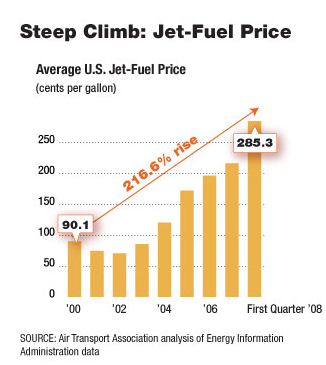 Steep Climb: Jet-Fuel Price
Average U.S. Jet-Fuel Price
(cents per gallon)
216.6% rise
285.3
250
200
150
100
90.1
50
0
'00 '02 '04 '06 First Quarter '08
SOURCE: Air Transport Association analysis of Energy Information
Administration data